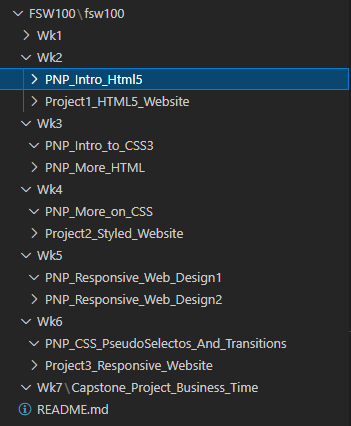 FSW100\fsw100
Wk1
Wk2
PNP_Intro_Html5
Project1_HTML5_Website
Wk3
PNP_Intro_to_CSS3
PNP_More_HTML
Wk4
PNP_More_on_CSS
Project2_Styled_Website
Wk5
PNP_Responsive_Web_Design1
PNP_Responsive_Web_Design2
Wk6
PNP_CSS_PseudoSelectos_And_Transitions
Project3_Responsive_Website
Wk7\Capstone_Project_Business_Time
README.md